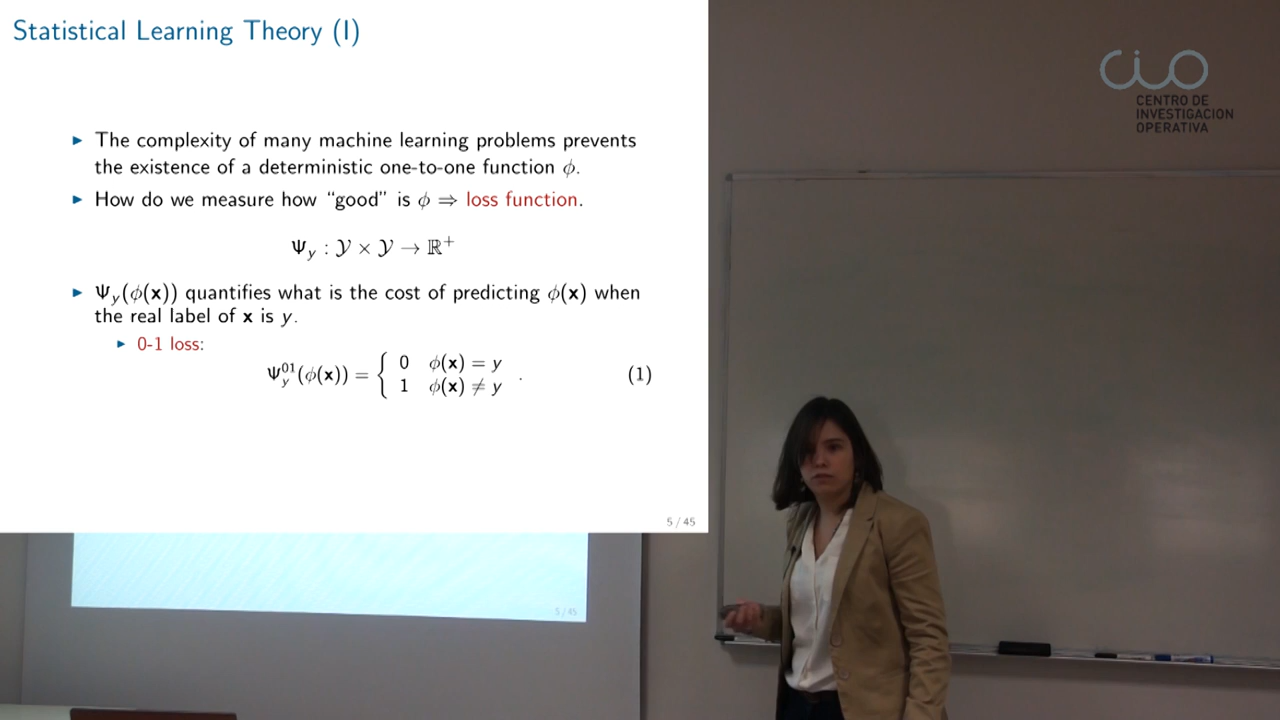 Statistical Learning Theory (I)
▶ The complexity of many machine learning problems prevents
the existence of a deterministic one-to-one function ϕ.
▶ How do we measure how “good” is ϕ ⇒ loss function.
Ψ_y : 𝒴 × 𝒴 → ℝ⁺
▶ Ψ_y(ϕ(x)) quantifies what is the cost of predicting ϕ(x) when
the real label of x is y.
▶ 0-1 loss:
Ψ_y^{01}(ϕ(x)) = { 0 ϕ(x) = y
1 ϕ(x) ≠ y . (1)
5 / 45
5 / 45
CIO
CENTRO DE
INVESTIGACION
OPERATIVA